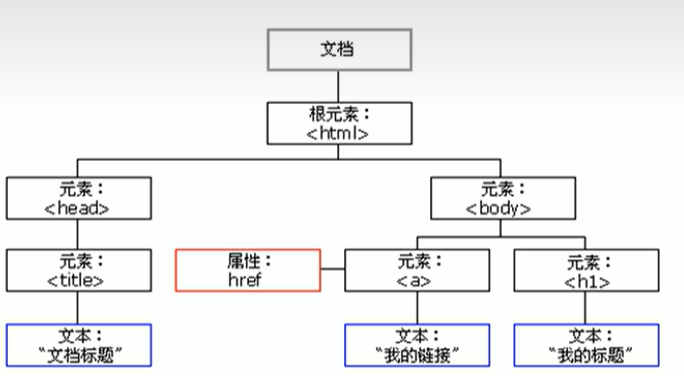 文档
根元素：
<html>
元素：
<head>
元素：
<body>
元素：
<title>
属性：
href
元素：
<a>
元素：
<h1>
文本：
“文档标题”
文本：
“我的链接”
文本：
“我的标题”